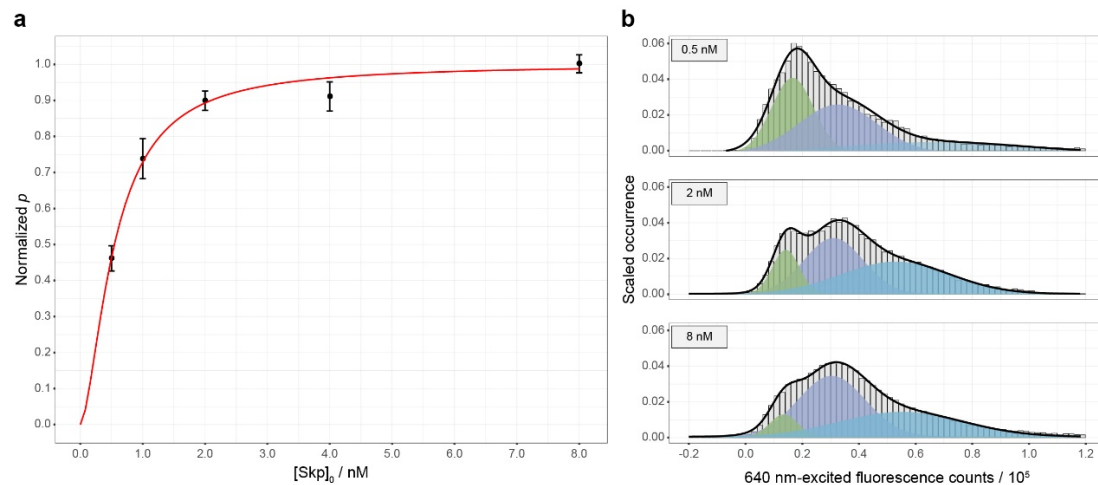 a
Normalized p
1.0
0.9
0.8
0.7
0.6
0.5
0.4
0.3
0.2
0.1
0.0
0.0 1.0 2.0 3.0 4.0 5.0 6.0 7.0 8.0
[Skp]₀ / nM
b
Scaled occurrence
0.5 nM
0.06
0.04
0.02
0.00
2 nM
0.06
0.04
0.02
0.00
8 nM
0.06
0.04
0.02
0.00
-0.2 0.0 0.2 0.4 0.6 0.8 1.0 1.2
640 nm-excited fluorescence counts / 10⁵